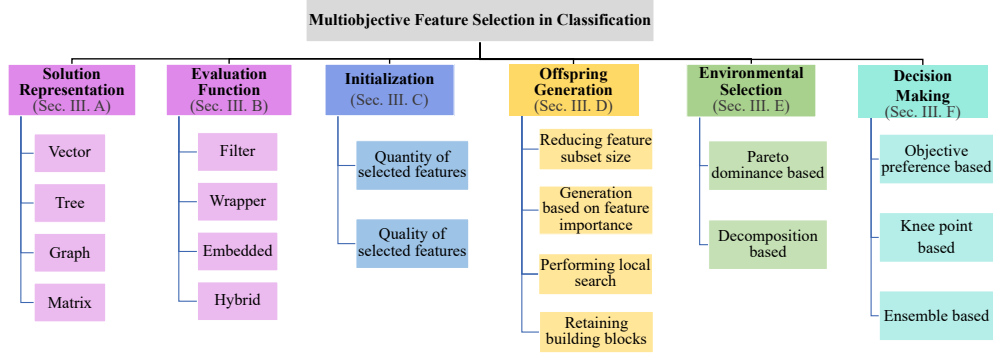 Multiobjective Feature Selection in Classification
Solution
Representation
(Sec. III. A)
Vector
Tree
Graph
Matrix
Evaluation
Function
(Sec. III. B)
Filter
Wrapper
Embedded
Hybrid
Initialization
(Sec. III. C)
Quantity of
selected features
Quality of
selected features
Offspring
Generation
(Sec. III. D)
Reducing feature
subset size
Generation
based on feature
importance
Performing local
search
Retaining
building blocks
Environmental
Selection
(Sec. III. E)
Pareto
dominance based
Decomposition
based
Decision
Making
(Sec. III. F)
Objective
preference based
Knee point
based
Ensemble based